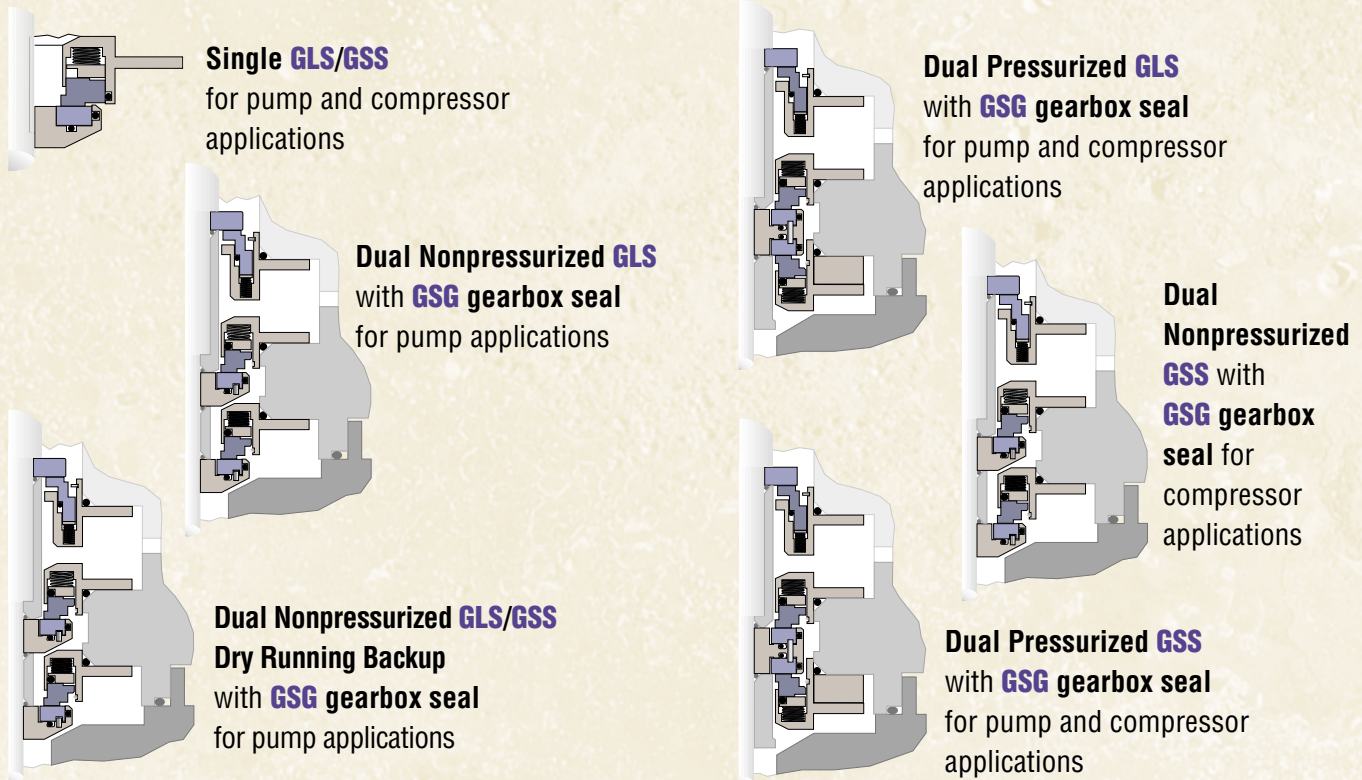 Single GLS/GSS
for pump and compressor
applications
Dual Nonpressurized GLS
with GSG gearbox seal
for pump applications
Dual Nonpressurized GLS/GSS
Dry Running Backup
with GSG gearbox seal
for pump applications
Dual Pressurized GLS
with GSG gearbox seal
for pump and compressor
applications
Dual
Nonpressurized
GSS with
GSG gearbox
seal for
compressor
applications
Dual Pressurized GSS
with GSG gearbox seal
for pump and compressor
applications